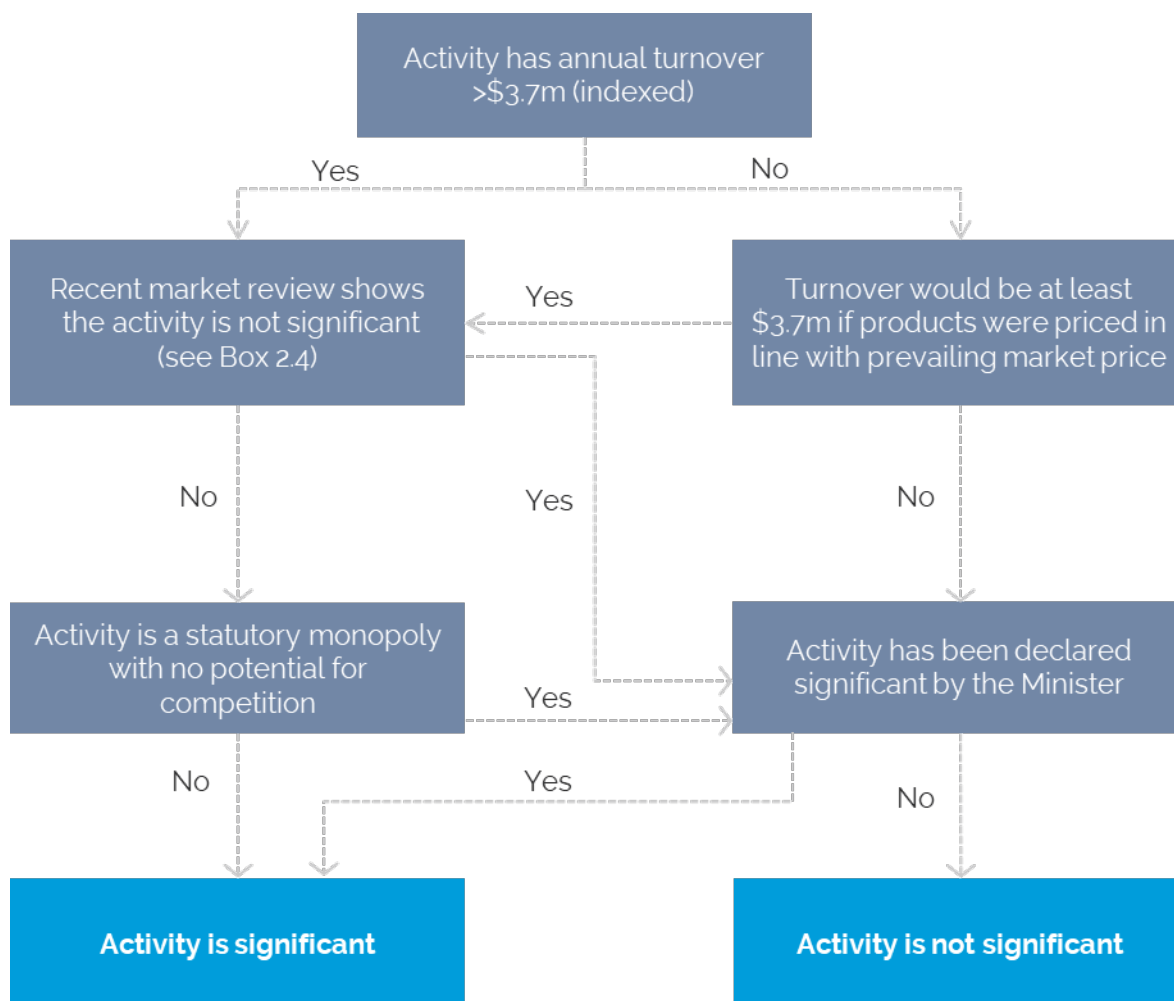 Activity has annual turnover
>$3.7m (indexed)
Yes
No
Recent market review shows
the activity is not significant
(see Box 2.4)
Yes
Turnover would be at least
$3.7m if products were priced in
line with prevailing market price
No
Yes
No
Activity is a statutory monopoly
with no potential for
competition
Yes
Activity has been declared
significant by the Minister
No
Yes
No
Activity is significant
Activity is not significant